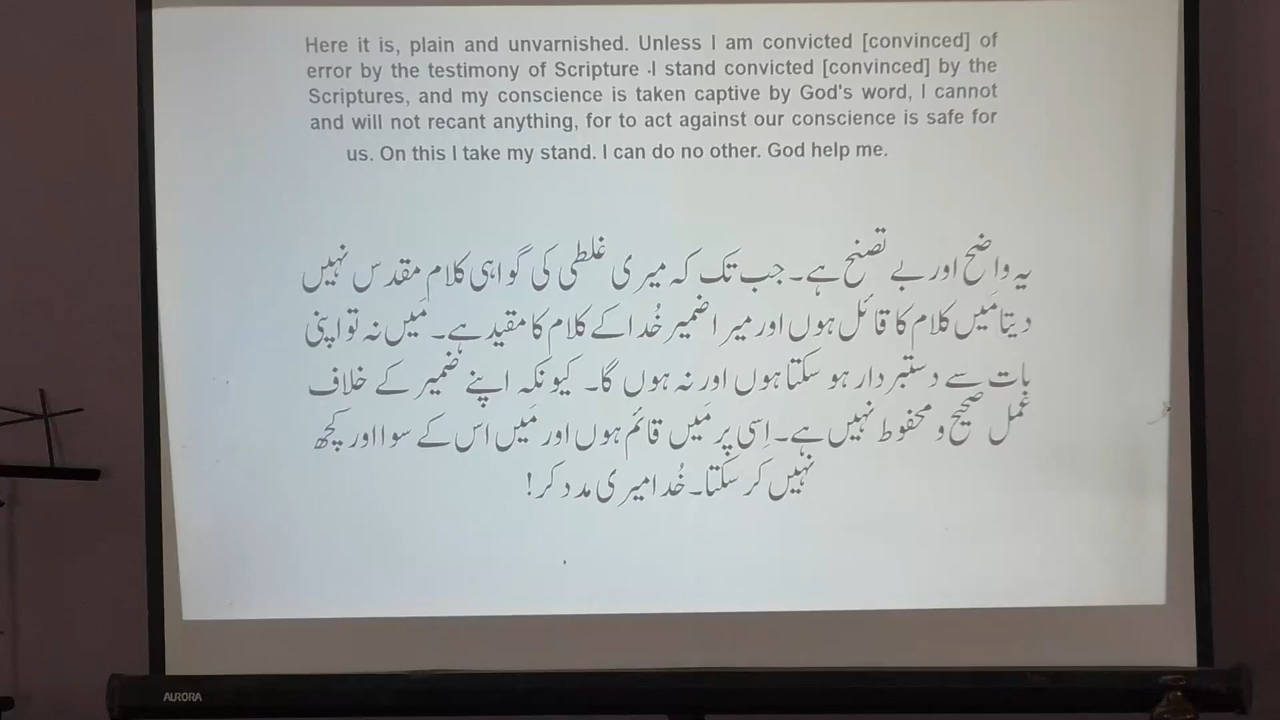 Here it is, plain and unvarnished. Unless I am convicted [convinced] of
error by the testimony of Scripture .I stand convicted [convinced] by the
Scriptures, and my conscience is taken captive by God's word, I cannot
and will not recant anything, for to act against our conscience is safe for
us. On this I take my stand. I can do no other. God help me.
یہ واضح اور بے تصنح ہے۔ جب تک کہ میری غلطی کی گواہی کلام مقدس نہیں
دیتا مَیں کلام کا قائل ہوں اور میرا ضمیر خُدا کے کلام کا مقید ہے۔ مَیں نہ تو اپنی
بات سے دستبردار ہو سکتا ہوں اور نہ ہوں گا۔ کیونکہ اپنے ضمیر کے خلاف
عمل صحیح و محفوط نہیں ہے۔ اِسی پر مَیں قائم ہوں اور مَیں اس کے سوا اور کچھ
نہیں کر سکتا۔ خُدا میری مدد کر!
AURORA